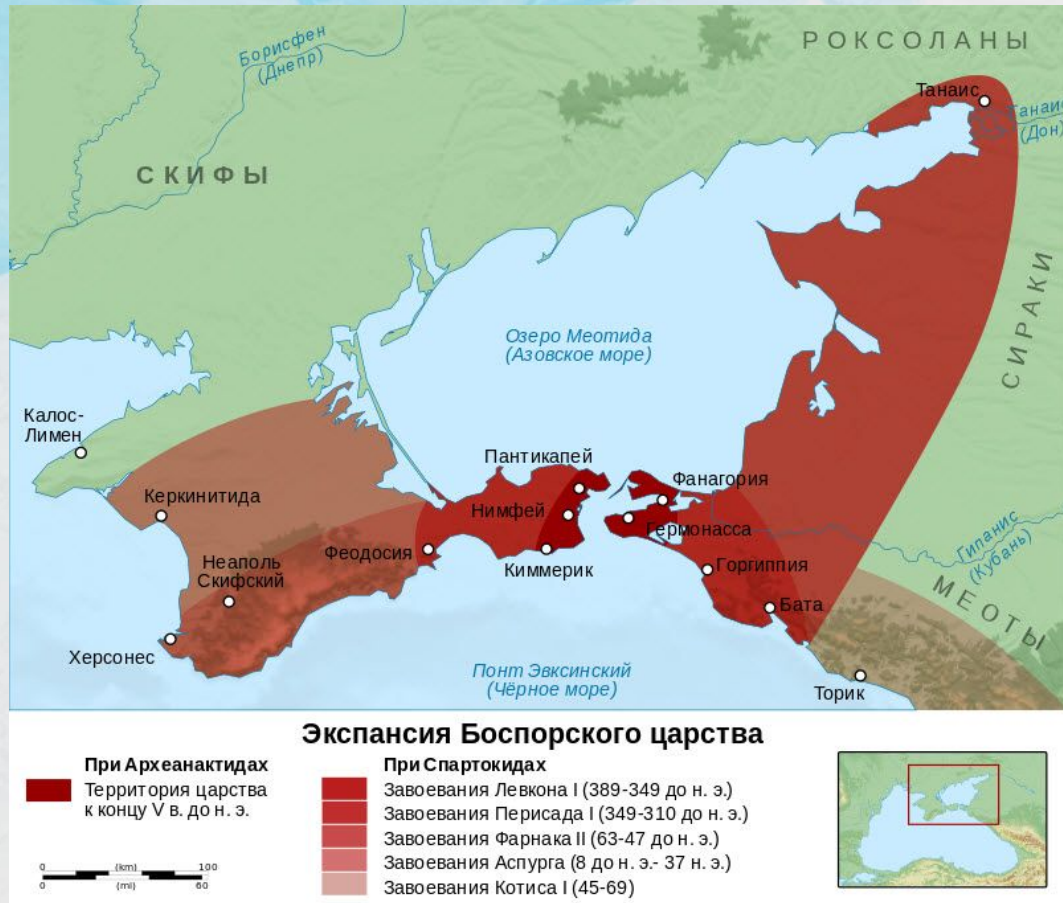 Борисфен
(Днепр)
РОКСОЛАНЫ
Танаис
Танаис
(Дон)
СКИФЫ
СИРАКИ
Озеро Меотида
(Азовское море)
Калос-
Лимен
Пантикапей
Фанагория
Керкинитида
Нимфей
Гермонасса
Гипанис
(Кубань)
Феодосия
Неаполь
Скифский
Киммерик
Горгиппия
МЕОТЫ
Бата
Херсонес
Понт Эвксинский
(Чёрное море)
Торик
Экспансия Боспорского царства
При Археанактидах
Территория царства
к концу V в. до н. э.
При Спартокидах
Завоевания Левкона I (389-349 до н. э.)
Завоевания Перисада I (349-310 до н. э.)
Завоевания Фарнака II (63-47 до н. э.)
Завоевания Аспурга (8 до н. э.- 37 н. э.)
Завоевания Котиса I (45-69)
0 (km) 100
0 (mi) 60